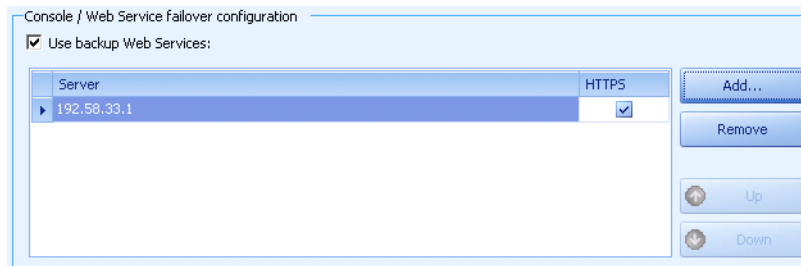 Console / Web Service failover configuration
Use backup Web Services:
Server HTTPS
192.58.33.1
Add...
Remove
Up
Down